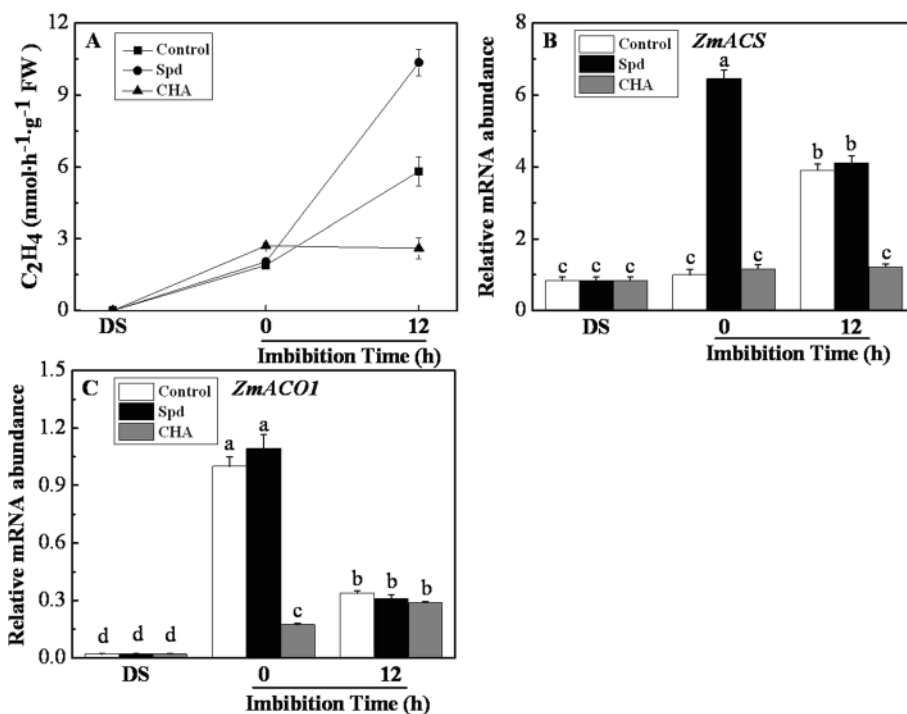 A
Control
Spd
CHA
C2H4 (nmol·h-1·g-1 FW)
12
9
6
3
0
DS
0
12
Imbibition Time (h)
B
ZmACS
Control
Spd
CHA
Relative mRNA abundance
8
6
4
2
0
c c c
c a c
b b c
DS
0
12
Imbibition Time (h)
C
ZmACO1
Control
Spd
CHA
Relative mRNA abundance
1.5
1.2
0.9
0.6
0.3
0.0
d d d
a a c
b b b
DS
0
12
Imbibition Time (h)